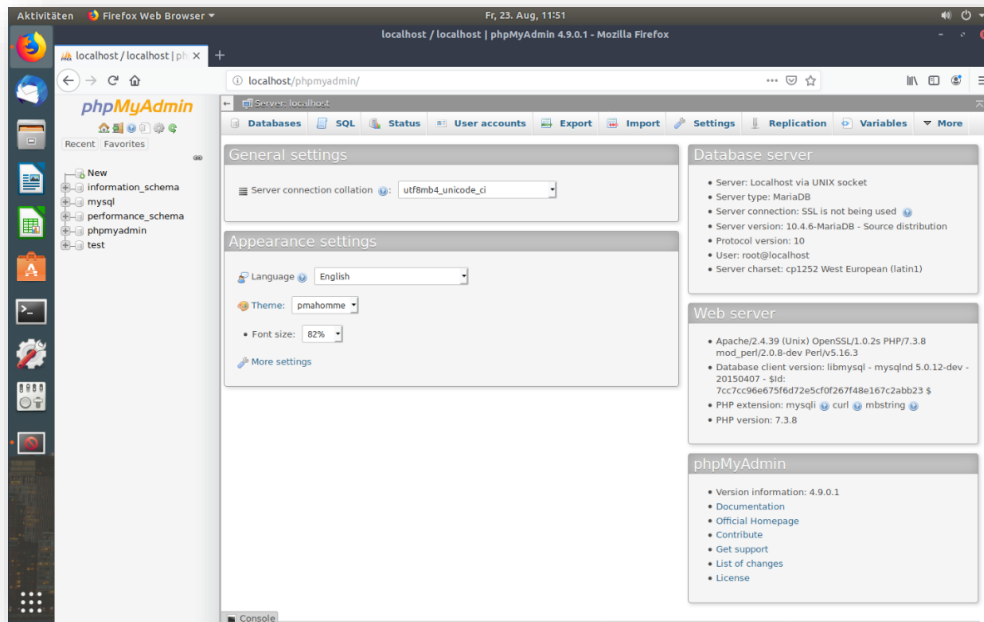 Aktivitäten Firefox Web Browser Fr, 23. Aug, 11:51
localhost / localhost | phpMyAdmin 4.9.0.1 - Mozilla Firefox
localhost / localhost | ph
localhost/phpmyadmin/
phpMyAdmin
Recent Favorites
New
information_schema
mysql
performance_schema
phpmyadmin
test
Server: localhost
Databases SQL Status User accounts Export Import Settings Replication Variables More
General settings
Server connection collation : utf8mb4_unicode_ci
Appearance settings
Language English
Theme: pmahomme
• Font size: 82%
More settings
Database server
• Server: Localhost via UNIX socket
• Server type: MariaDB
• Server connection: SSL is not being used
• Server version: 10.4.6-MariaDB - Source distribution
• Protocol version: 10
• User: root@localhost
• Server charset: cp1252 West European (latin1)
Web server
• Apache/2.4.39 (Unix) OpenSSL/1.0.2s PHP/7.3.8
mod_perl/2.0.8-dev Perl/v5.16.3
• Database client version: libmysql - mysqlnd 5.0.12-dev -
20150407 - $Id:
7cc7cc96e675f6d72e5cf0f267f48e167c2abb23 $
• PHP extension: mysqli curl mbstring
• PHP version: 7.3.8
phpMyAdmin
• Version information: 4.9.0.1
• Documentation
• Official Homepage
• Contribute
• Get support
• List of changes
• License
Console